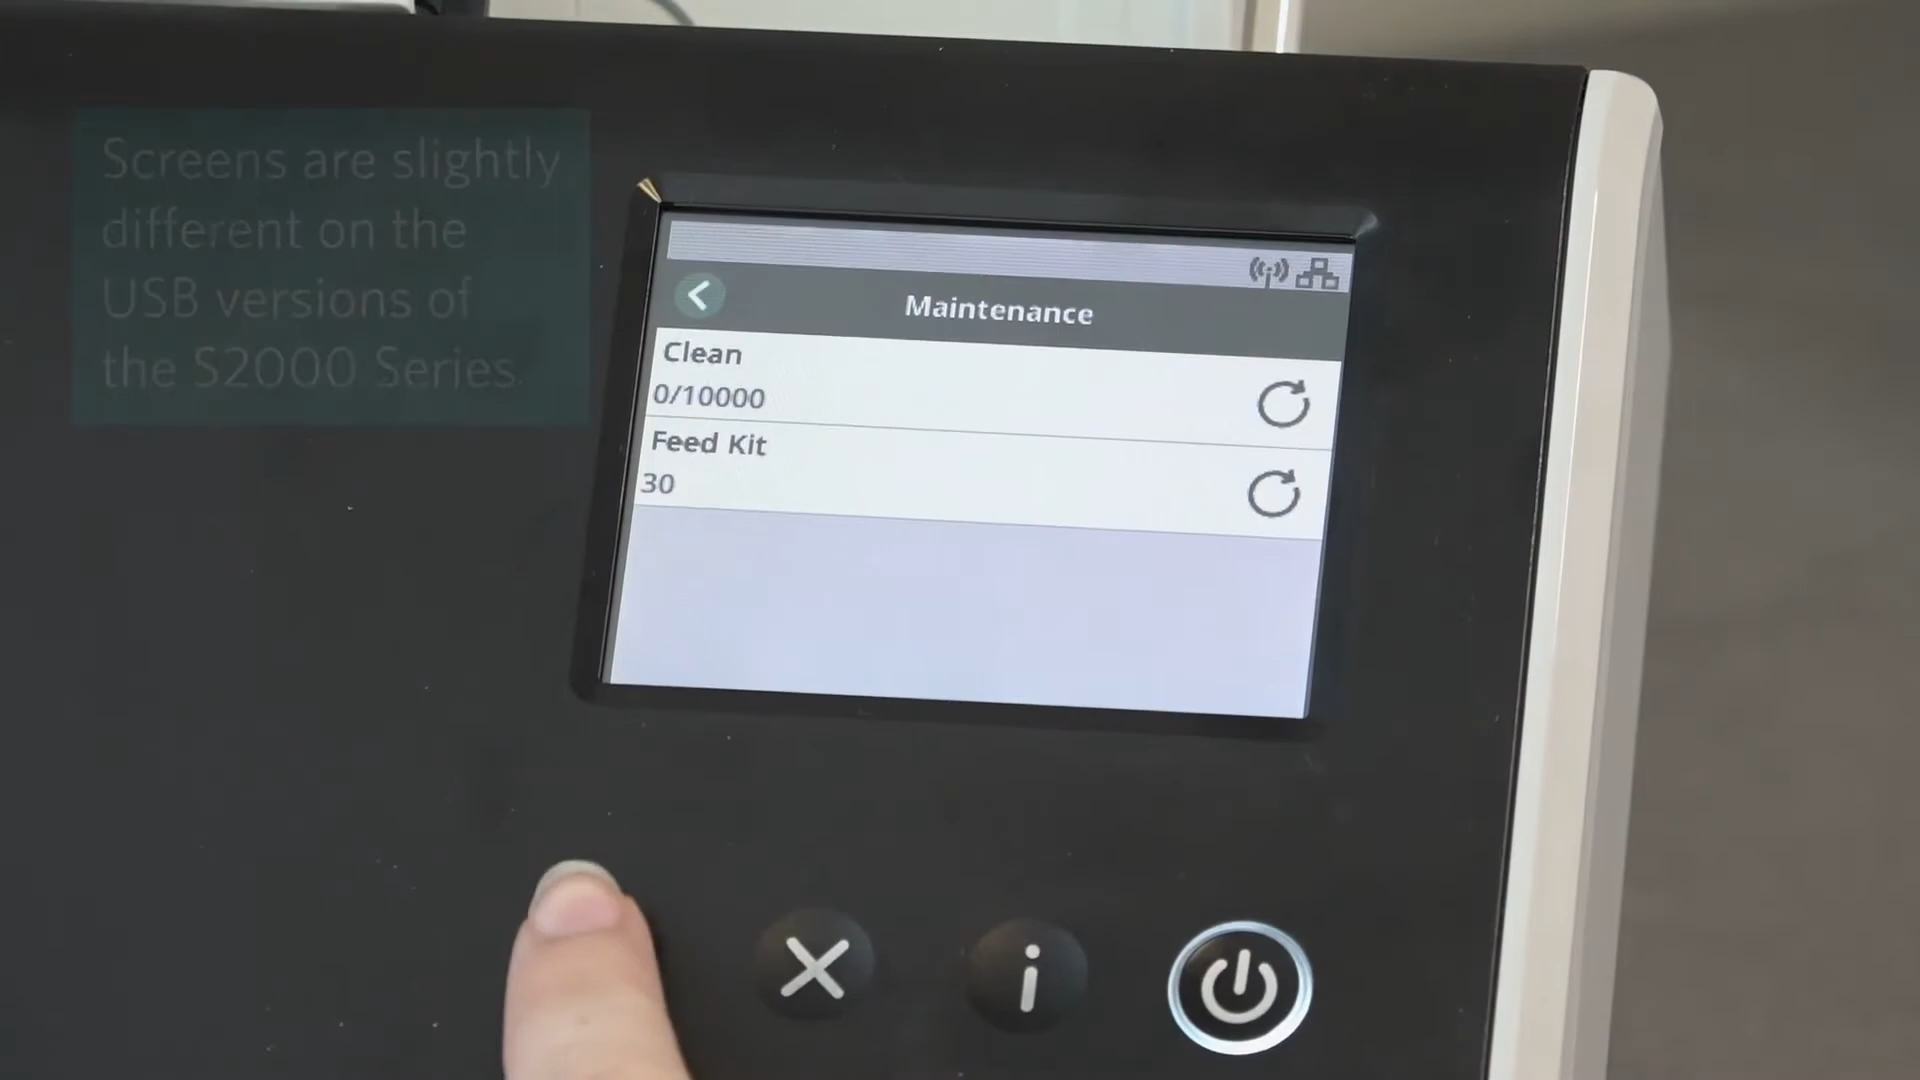 Screens are slightly
different on the
USB versions of
the S2000 Series.
Maintenance
Clean
0/10000
Feed Kit
30